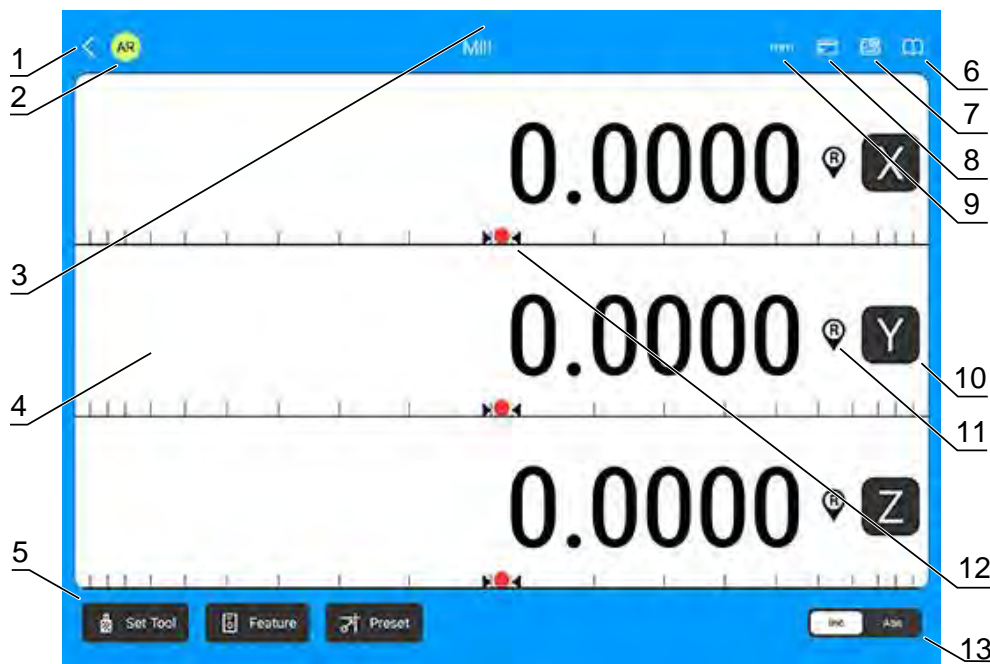 AR
Mill
mm
1
2
3
4
5
6
7
8
9
10
11
12
13
0.0000 R X
0.0000 R Y
0.0000 R Z
Set Tool
Feature
Preset
Inc
Abs